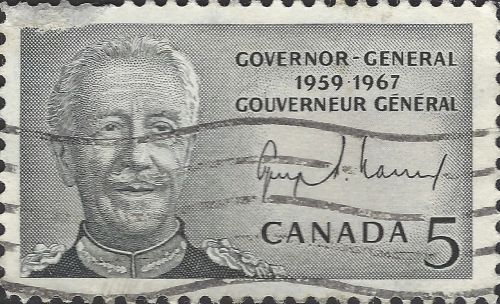 GOVERNOR-GENERAL
1959·1967
GOUVERNEUR GÉNÉRAL
CANADA 5